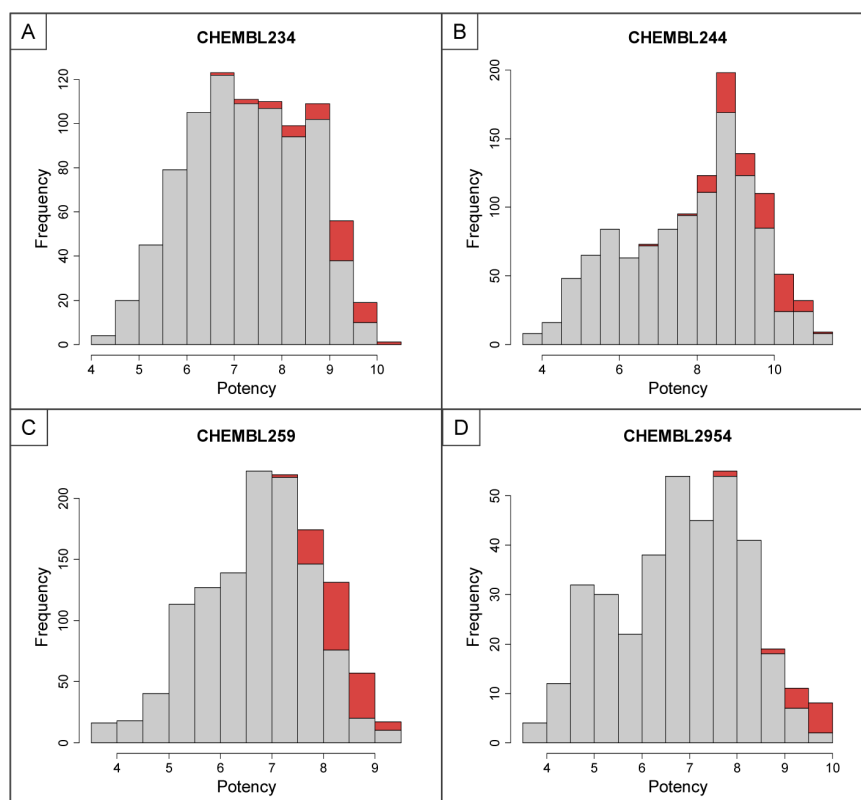 A
CHEMBL234
Frequency
0 20 40 60 80 100 120
4 5 6 7 8 9 10
Potency
B
CHEMBL244
Frequency
0 50 100 150 200
4 6 8 10
Potency
C
CHEMBL259
Frequency
0 50 100 150 200
4 5 6 7 8 9
Potency
D
CHEMBL2954
Frequency
0 10 20 30 40 50
4 5 6 7 8 9 10
Potency